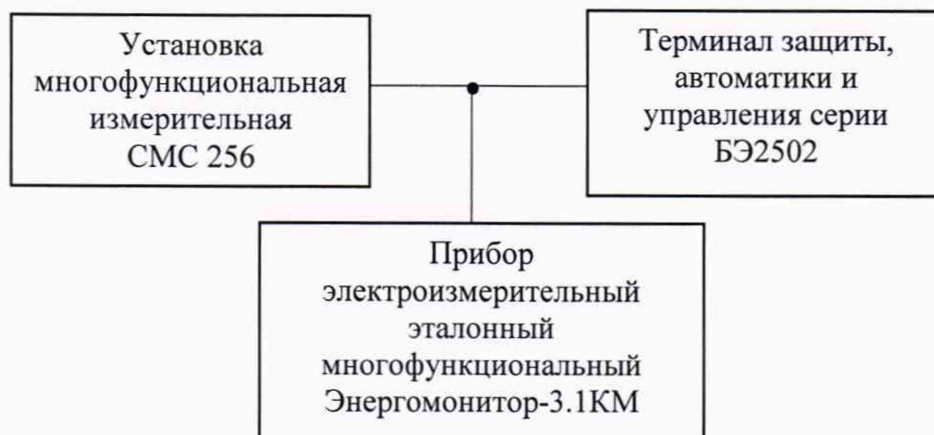 Установка
многофункциональная
измерительная
СМС 256
Терминал защиты,
автоматики и
управления серии
БЭ2502
Прибор
электроизмерительный
эталонный
многофункциональный
Энергомонитор-3.1КМ